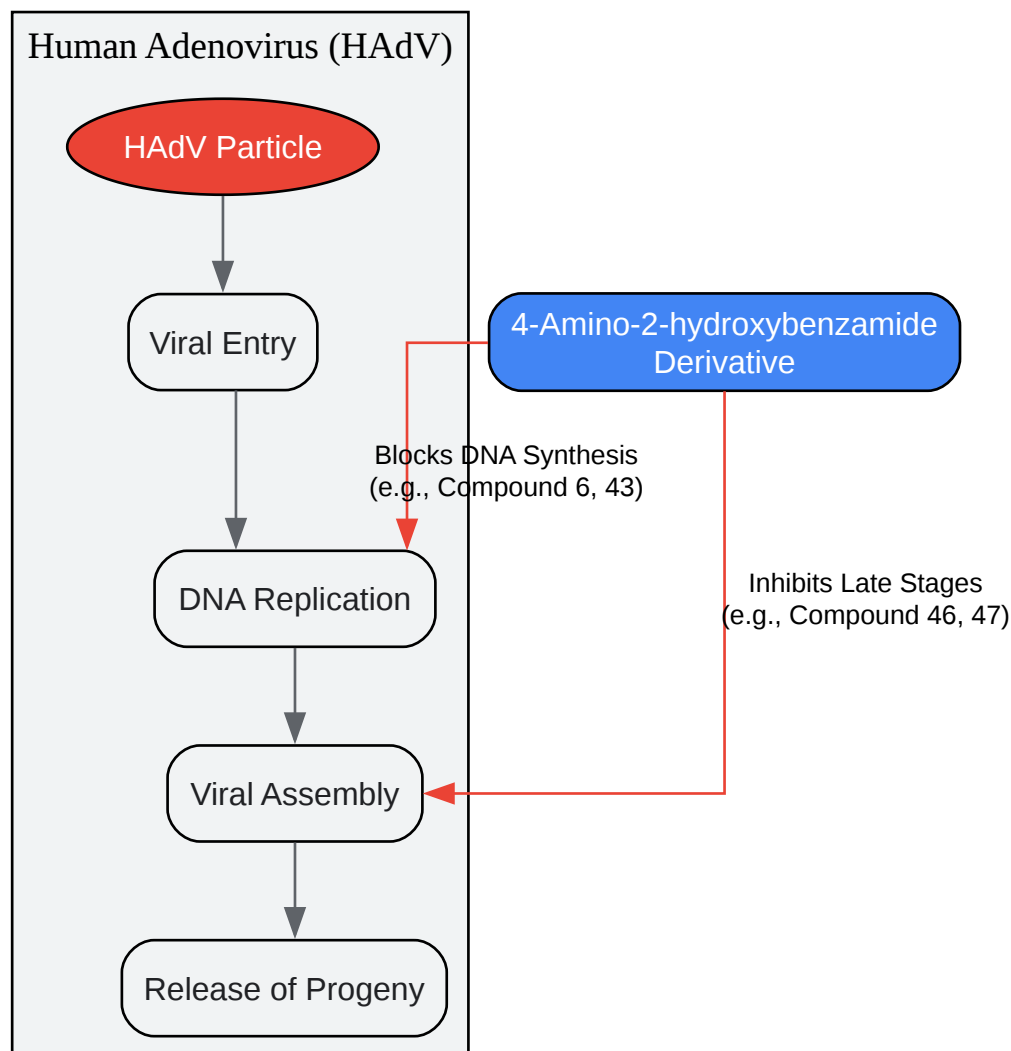 Human Adenovirus (HAdV)
HAdV Particle
Viral Entry
4-Amino-2-hydroxybenzamide
Derivative
Blocks DNA Synthesis
(e.g., Compound 6, 43)
DNA Replication
Inhibits Late Stages
(e.g., Compound 46, 47)
Viral Assembly
Release of Progeny